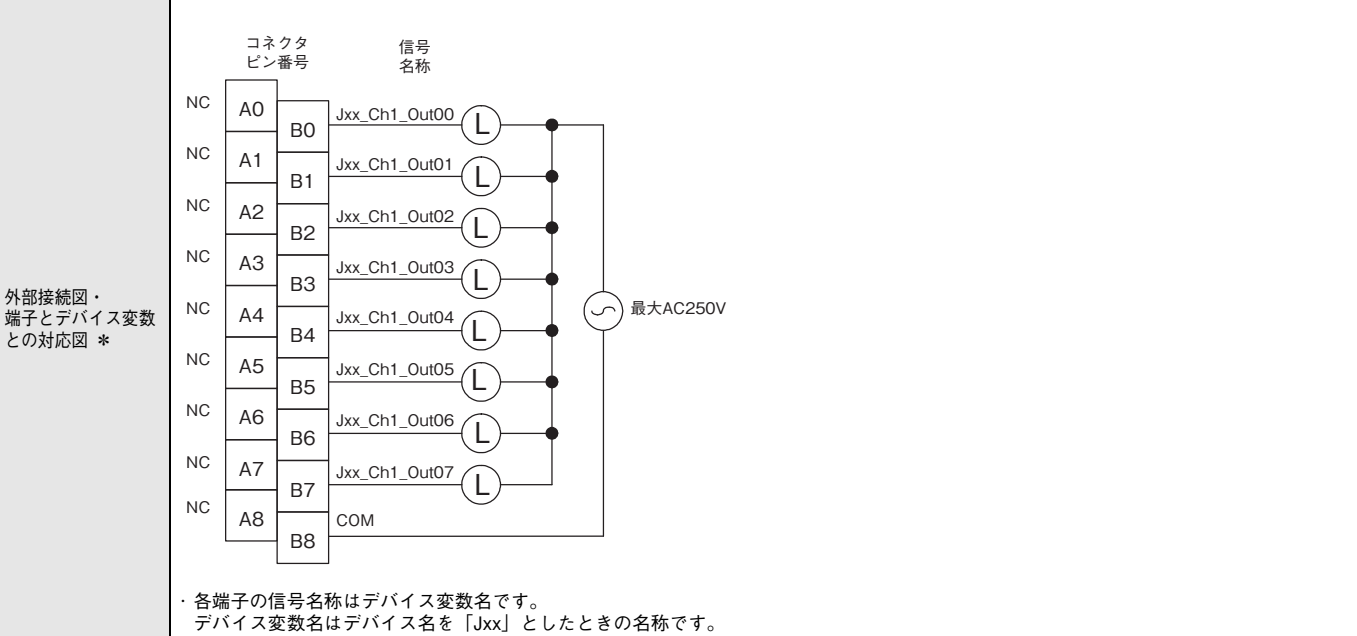 外部接続図・
端子とデバイス変数
との対応図 *
コネクタ
ピン番号
信号
名称
NC A0
B0 Jxx_Ch1_Out00 L
NC A1
B1 Jxx_Ch1_Out01 L
NC A2
B2 Jxx_Ch1_Out02 L
NC A3
B3 Jxx_Ch1_Out03 L
NC A4
B4 Jxx_Ch1_Out04 L
最大AC250V
NC A5
B5 Jxx_Ch1_Out05 L
NC A6
B6 Jxx_Ch1_Out06 L
NC A7
B7 Jxx_Ch1_Out07 L
NC A8
B8 COM
・各端子の信号名称はデバイス変数名です。
デバイス変数名はデバイス名を「Jxx」としたときの名称です。